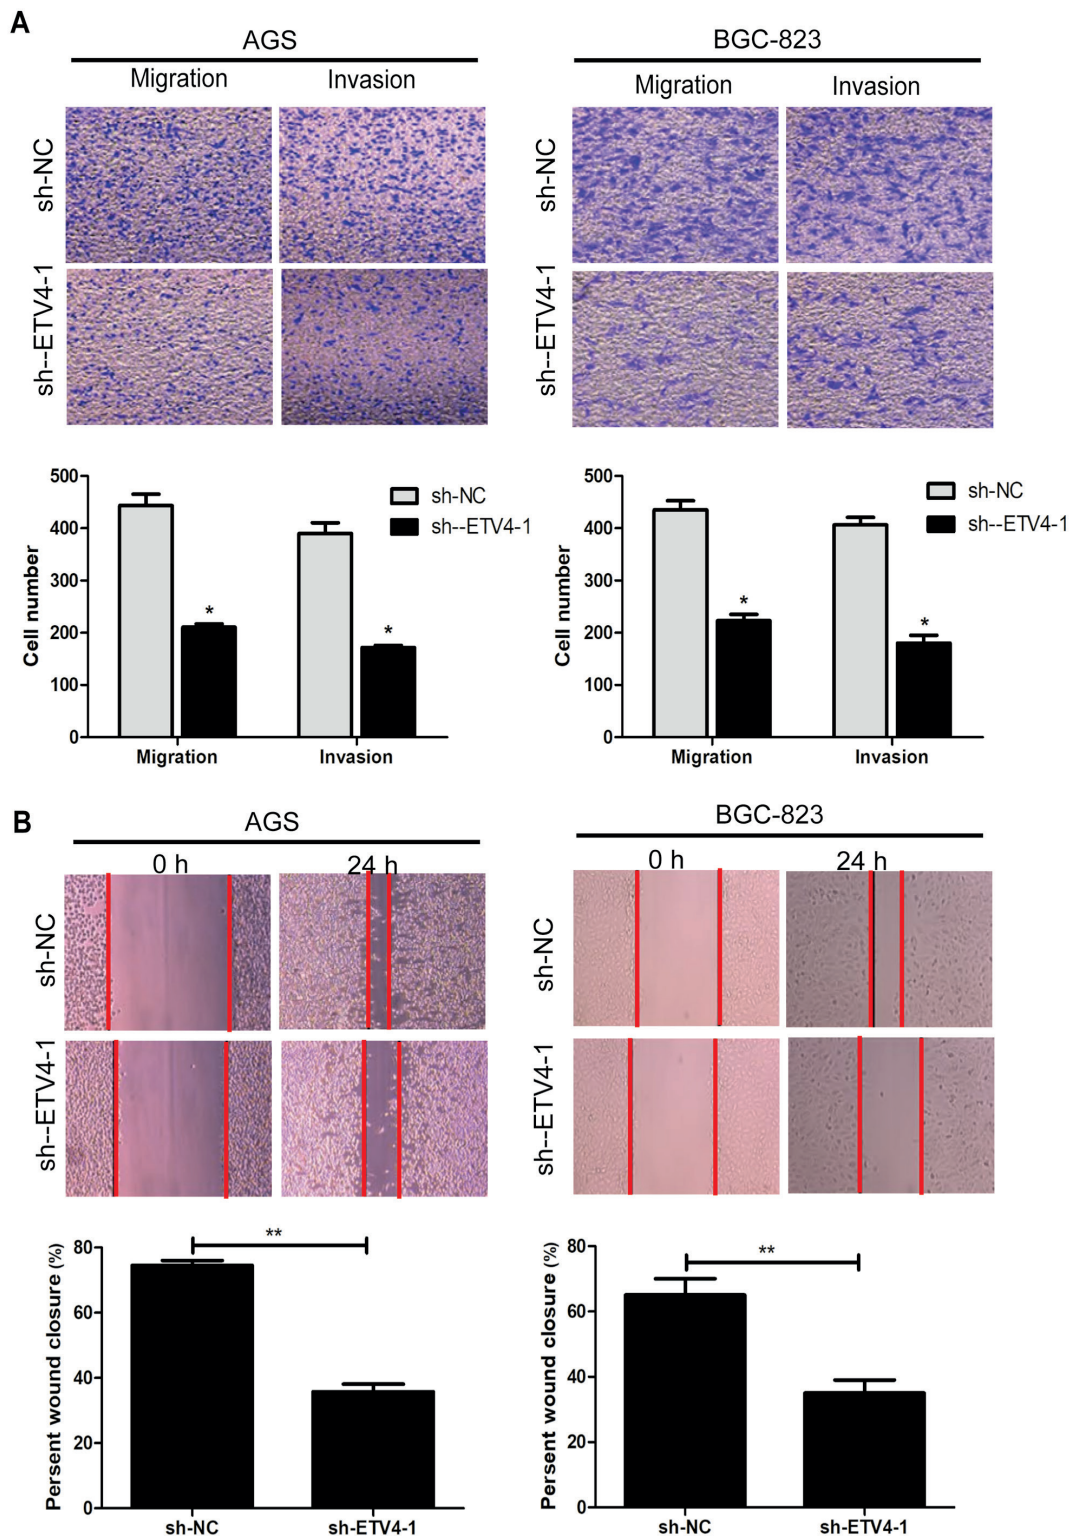 A
AGS
BGC-823
Migration
Invasion
Migration
Invasion
sh-NC
sh--ETV4-1
sh-NC
sh--ETV4-1
500
400
300
200
100
0
Cell number
*
*
sh-NC
sh--ETV4-1
Migration
Invasion
500
400
300
200
100
0
Cell number
*
*
sh-NC
sh--ETV4-1
Migration
Invasion
B
AGS
BGC-823
0 h
24 h
0 h
24 h
sh-NC
sh--ETV4-1
sh-NC
sh--ETV4-1
80
60
40
20
0
Persent wound closure (%)
**
sh-NC
sh-ETV4-1
80
60
40
20
0
Persent wound closure (%)
**
sh-NC
sh-ETV4-1